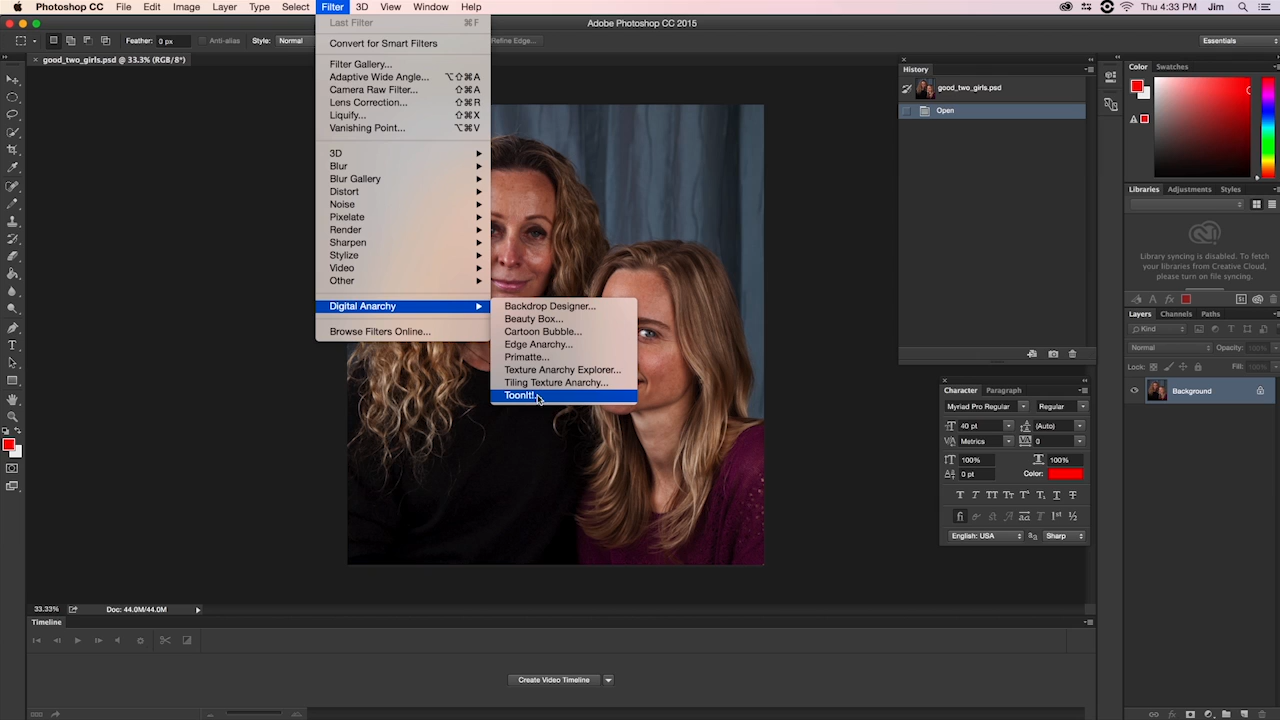 Photoshop CC File Edit Image Layer Type Select Filter 3D View Window Help Thu 4:33 PM Jim
Adobe Photoshop CC 2015
Feather: 0 px Anti-alias Style: Normal Refine Edge... Essentials
× good_two_girls.psd @ 33.3% (RGB/8*)
Last Filter ⌘F
Convert for Smart Filters
Filter Gallery...
Adaptive Wide Angle... ⌥⇧⌘A
Camera Raw Filter... ⇧⌘A
Lens Correction... ⇧⌘R
Liquify... ⇧⌘X
Vanishing Point... ⌥⌘V
3D
Blur
Blur Gallery
Distort
Noise
Pixelate
Render
Sharpen
Stylize
Video
Other
Digital Anarchy
Browse Filters Online...
Backdrop Designer...
Beauty Box...
Cartoon Bubble...
Edge Anarchy...
Primatte...
Texture Anarchy Explorer...
Tiling Texture Anarchy...
ToonIt!...
History
good_two_girls.psd
Open
Character Paragraph
Myriad Pro Regular Regular
40 pt (Auto)
Metrics 0
100% 100%
0 pt Color:
English: USA Sharp
Color Swatches
Libraries Adjustments Styles
Library syncing is disabled. To fetch
your libraries from Creative Cloud,
please turn on file syncing.
Layers Channels Paths
Kind
Normal Opacity: 100%
Lock: Fill: 100%
Background
33.33% Doc: 44.0M/44.0M
Timeline
Create Video Timeline